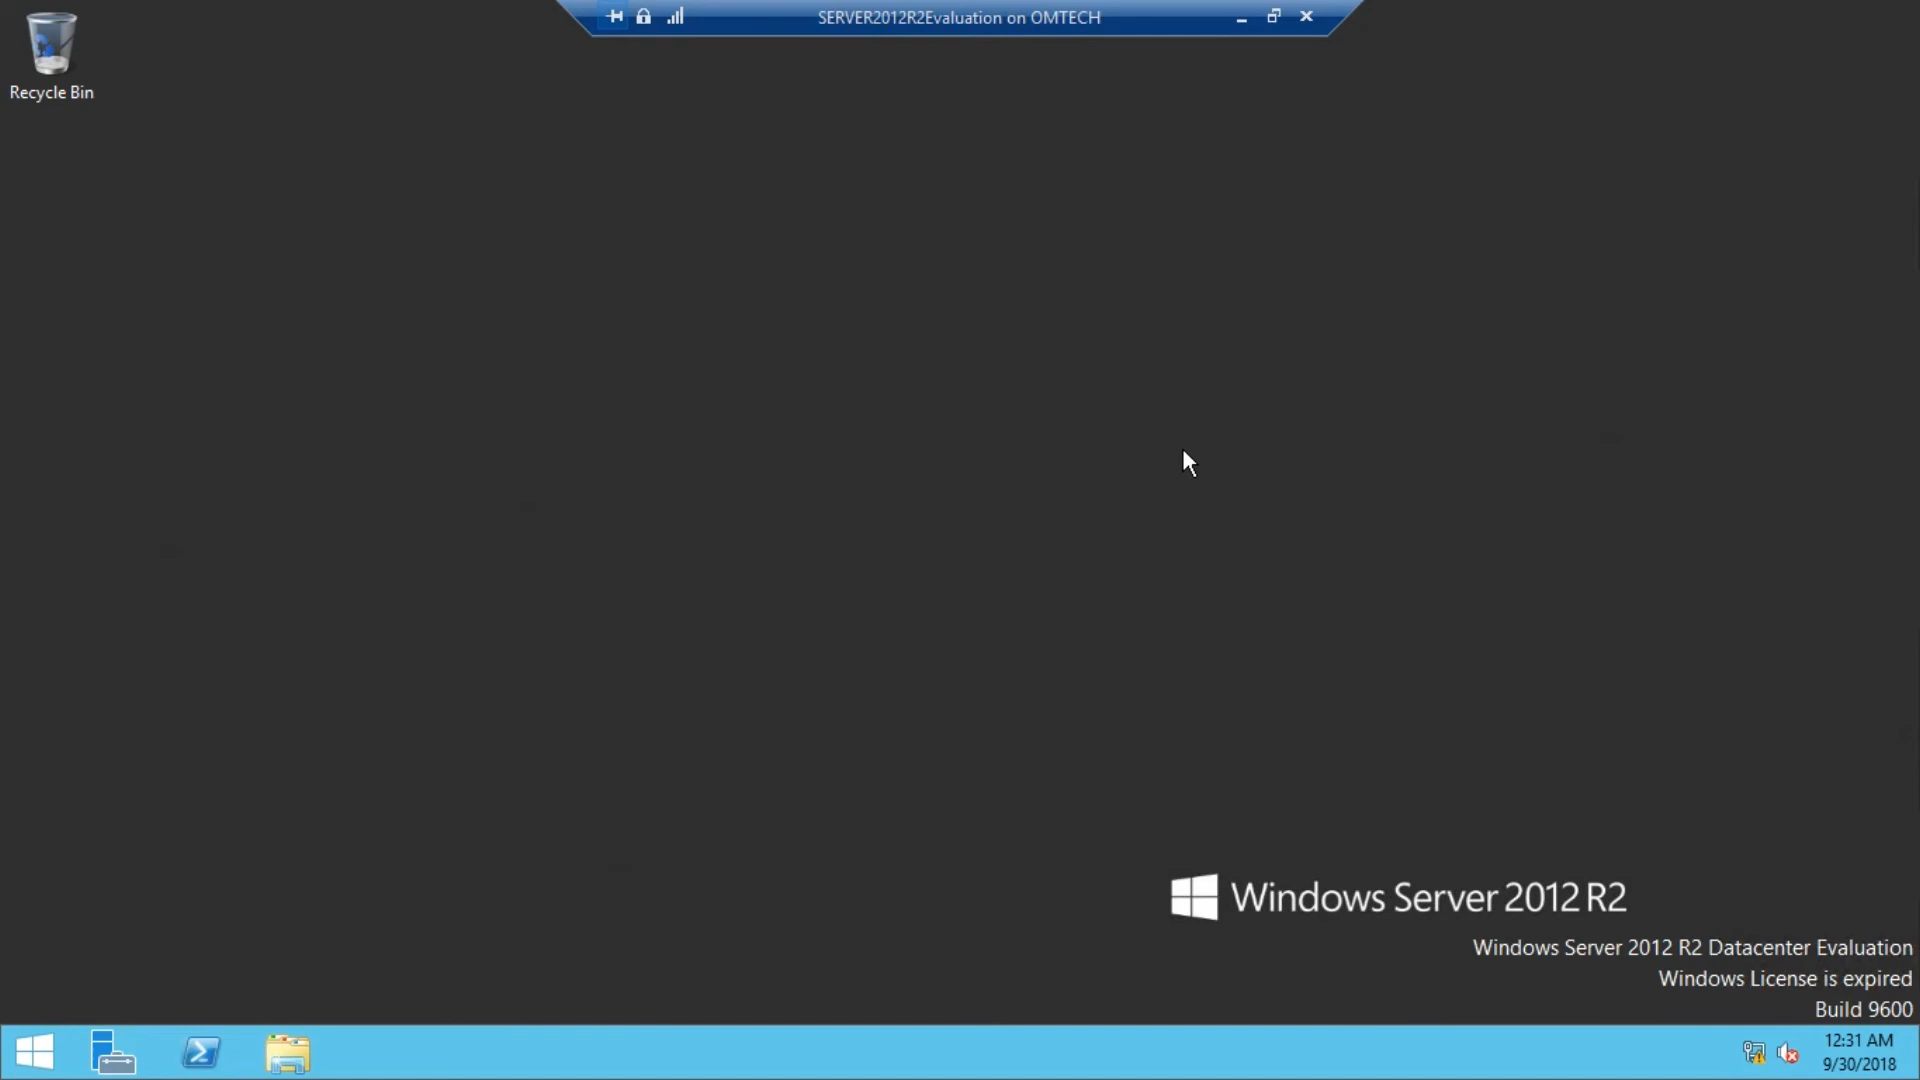 SERVER2012R2Evaluation on OMTECH
Recycle Bin
Windows Server 2012 R2
Windows Server 2012 R2 Datacenter Evaluation
Windows License is expired
Build 9600
12:31 AM
9/30/2018